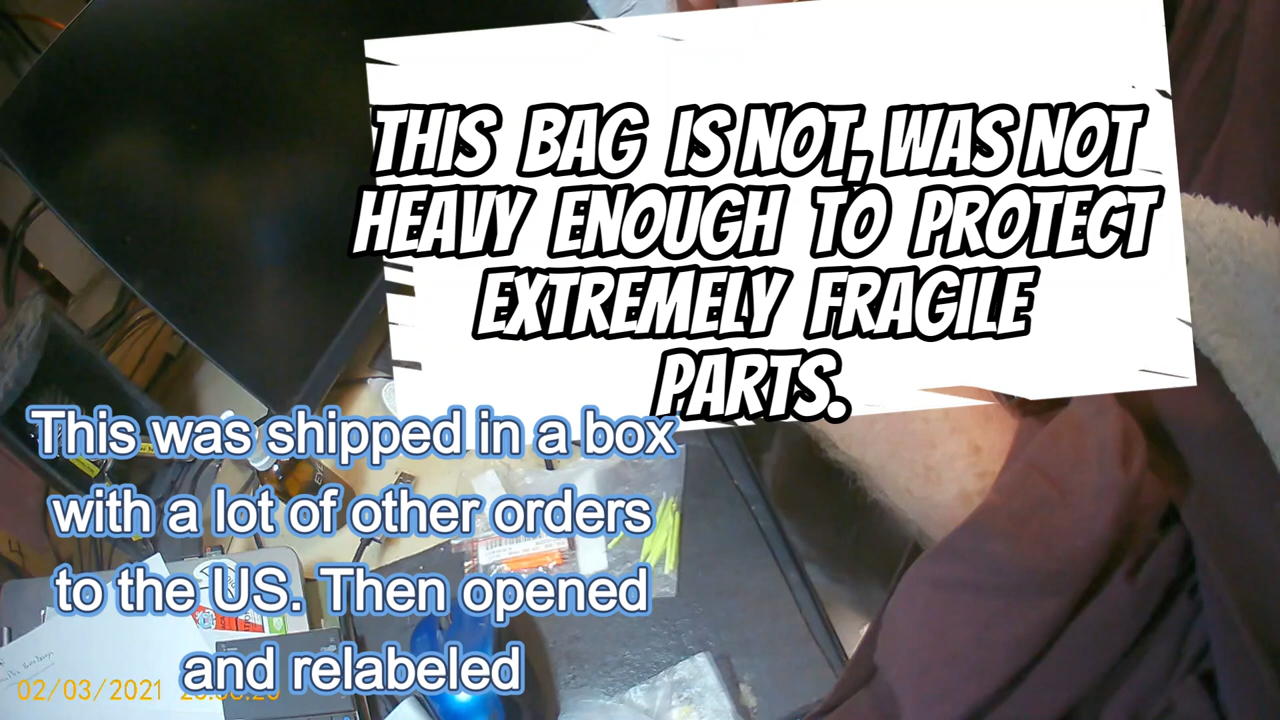 THIS BAG IS NOT, WAS NOT
HEAVY ENOUGH TO PROTECT
EXTREMELY FRAGILE
PARTS.
This was shipped in a box
with a lot of other orders
to the US. Then opened
and relabeled
02/03/2021